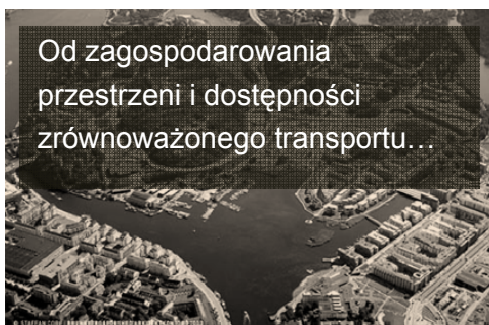 Od zagospodarowania
przestrzeni i dostępności
zrównoważonego transportu…